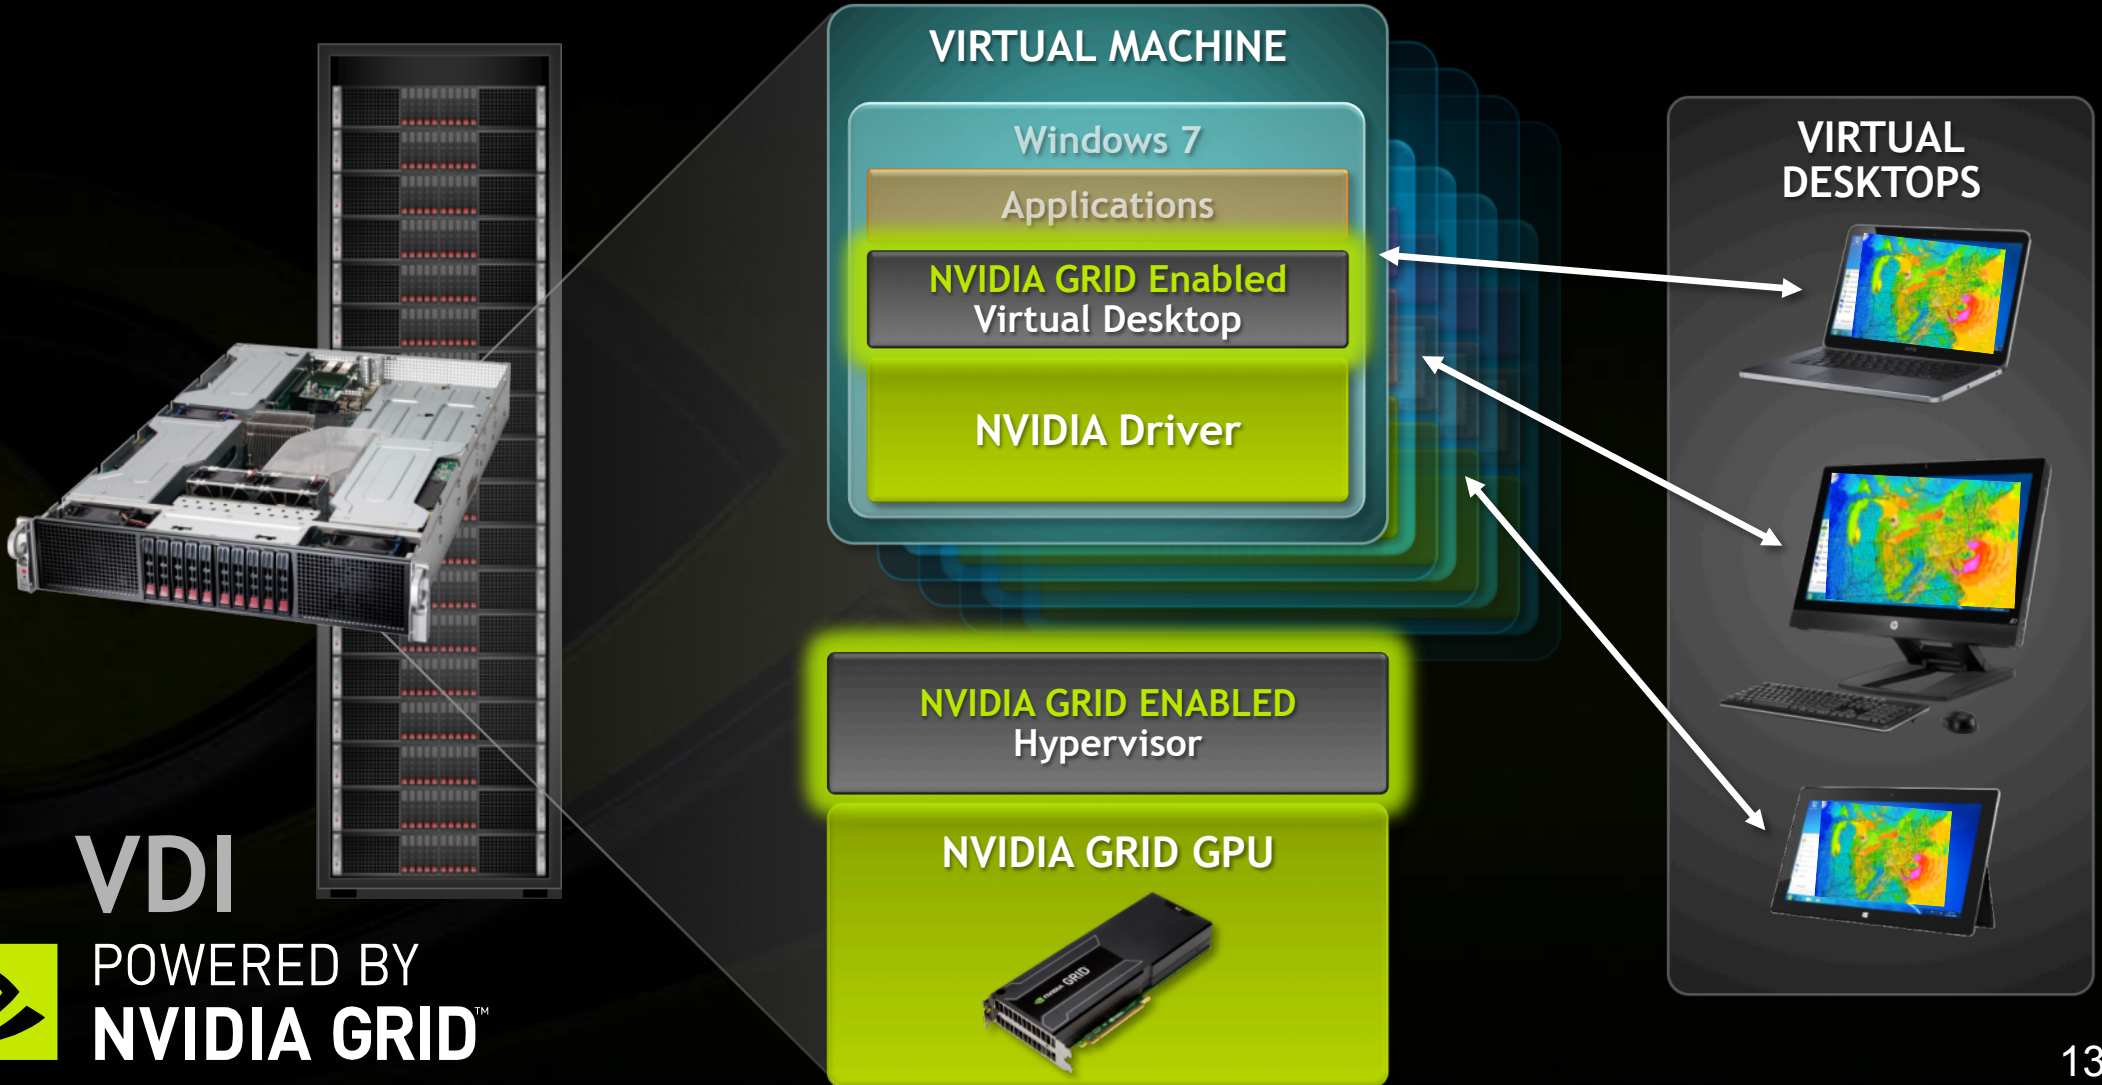 VIRTUAL MACHINE
Windows 7
Applications
NVIDIA GRID Enabled
Virtual Desktop
NVIDIA Driver
NVIDIA GRID ENABLED
Hypervisor
NVIDIA GRID GPU
NVIDIA GRID
VIRTUAL
DESKTOPS
VDI
POWERED BY
NVIDIA GRID™
13